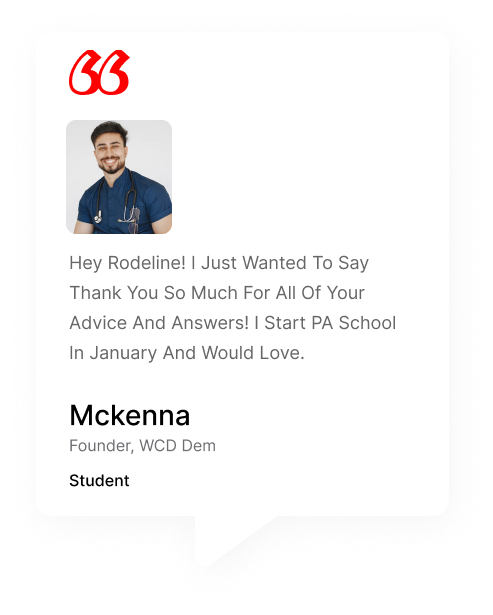 Hey Rodeline! I Just Wanted To Say
Thank You So Much For All Of Your
Advice And Answers! I Start PA School
In January And Would Love.
Mckenna
Founder, WCD Dem
Student